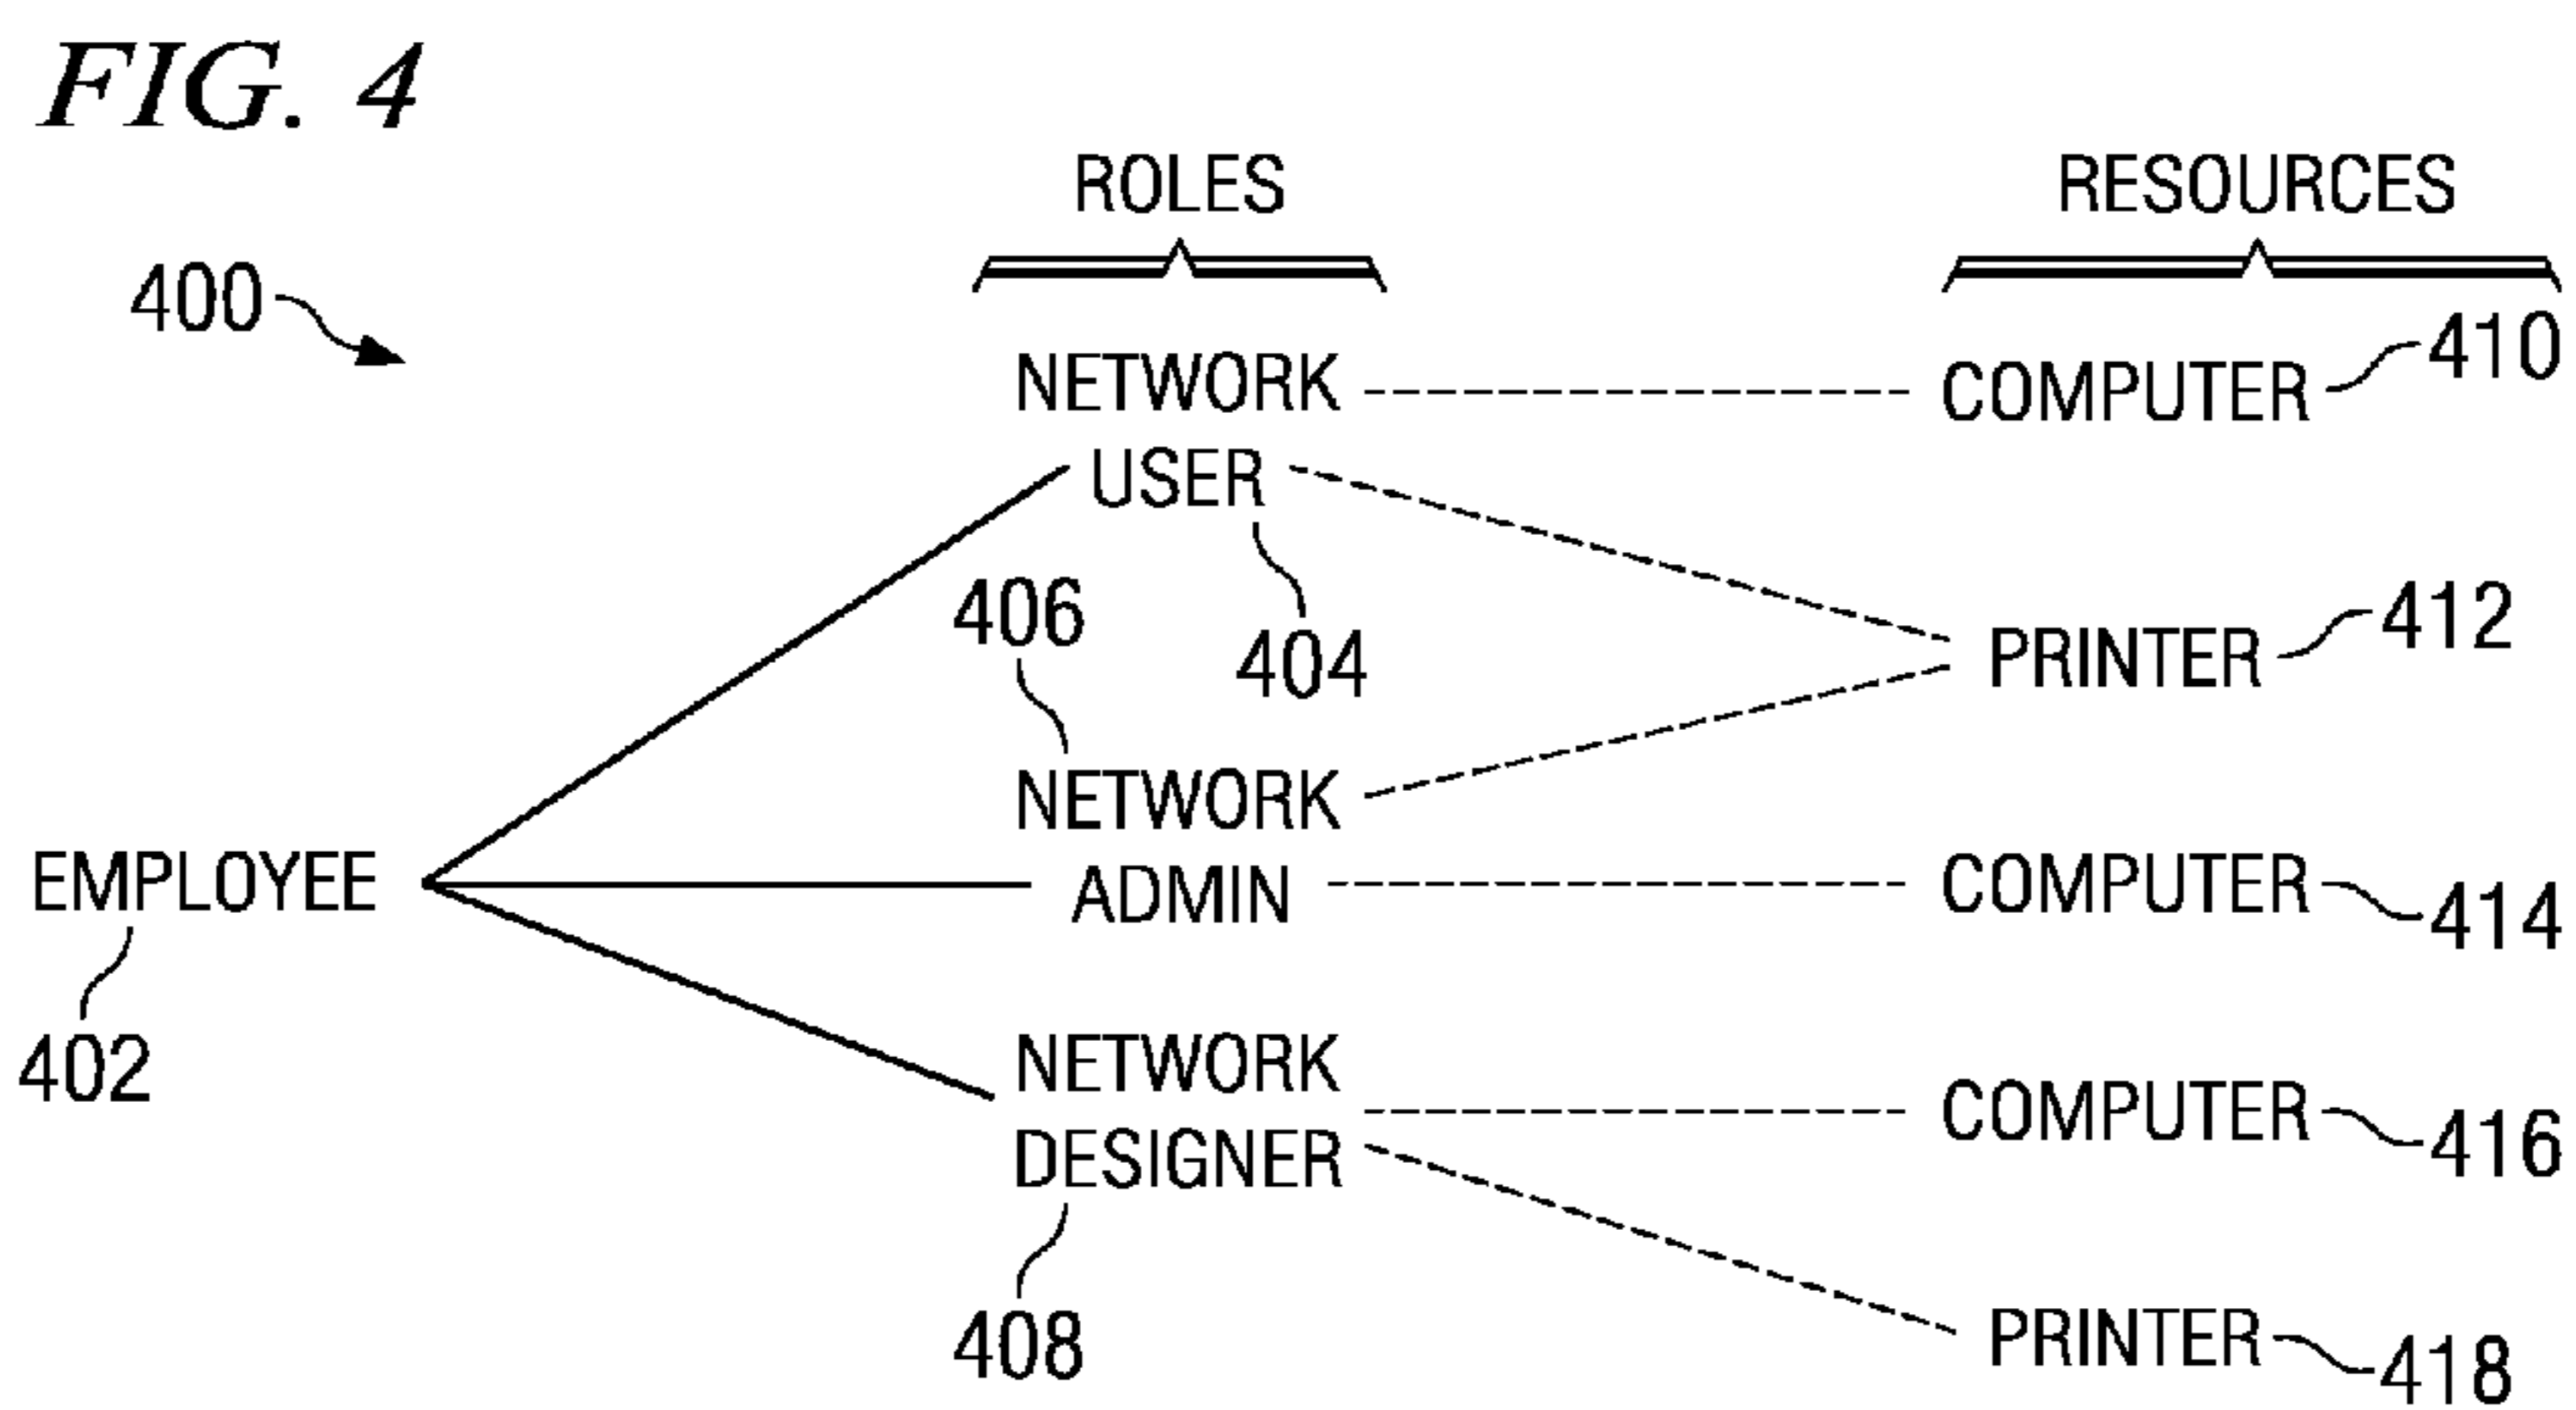 FIG. 4
ROLES
RESOURCES
400
NETWORK
USER
404
COMPUTER
410
406
PRINTER
412
NETWORK
ADMIN
EMPLOYEE
402
COMPUTER
414
NETWORK
DESIGNER
408
COMPUTER
416
PRINTER
418